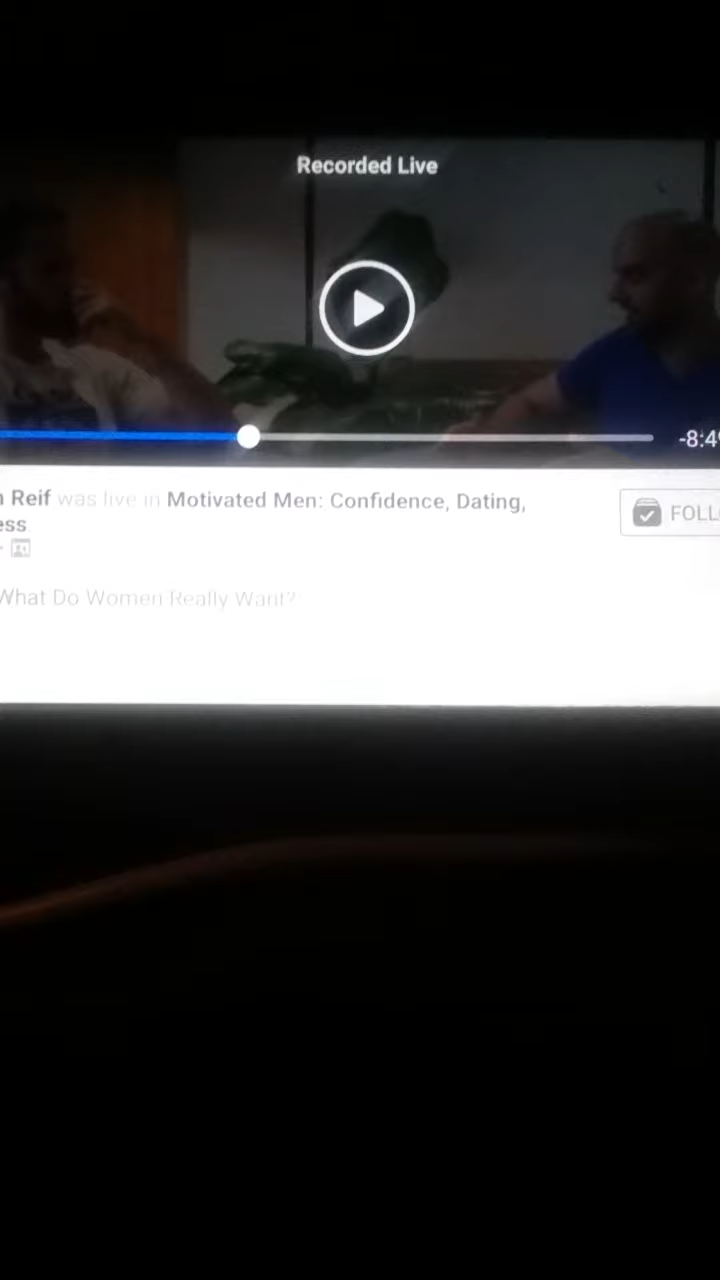 Recorded Live
-8:4
Reif was live in Motivated Men: Confidence, Dating,
ess
FOLL
What Do Women Really Want?